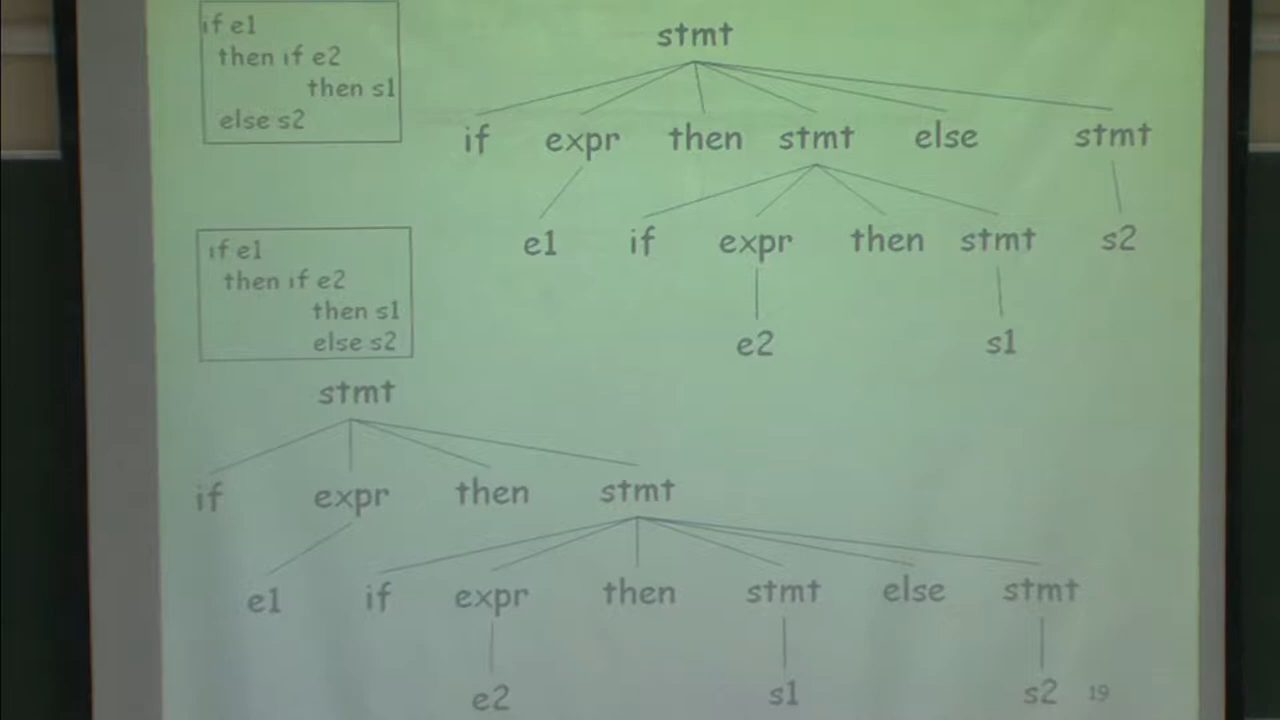 if e1
then if e2
then s1
else s2
stmt
if expr then stmt else stmt
e1 if expr then stmt s2
e2 s1
if e1
then if e2
then s1
else s2
stmt
if expr then stmt
e1 if expr then stmt else stmt
e2 s1 s2
19